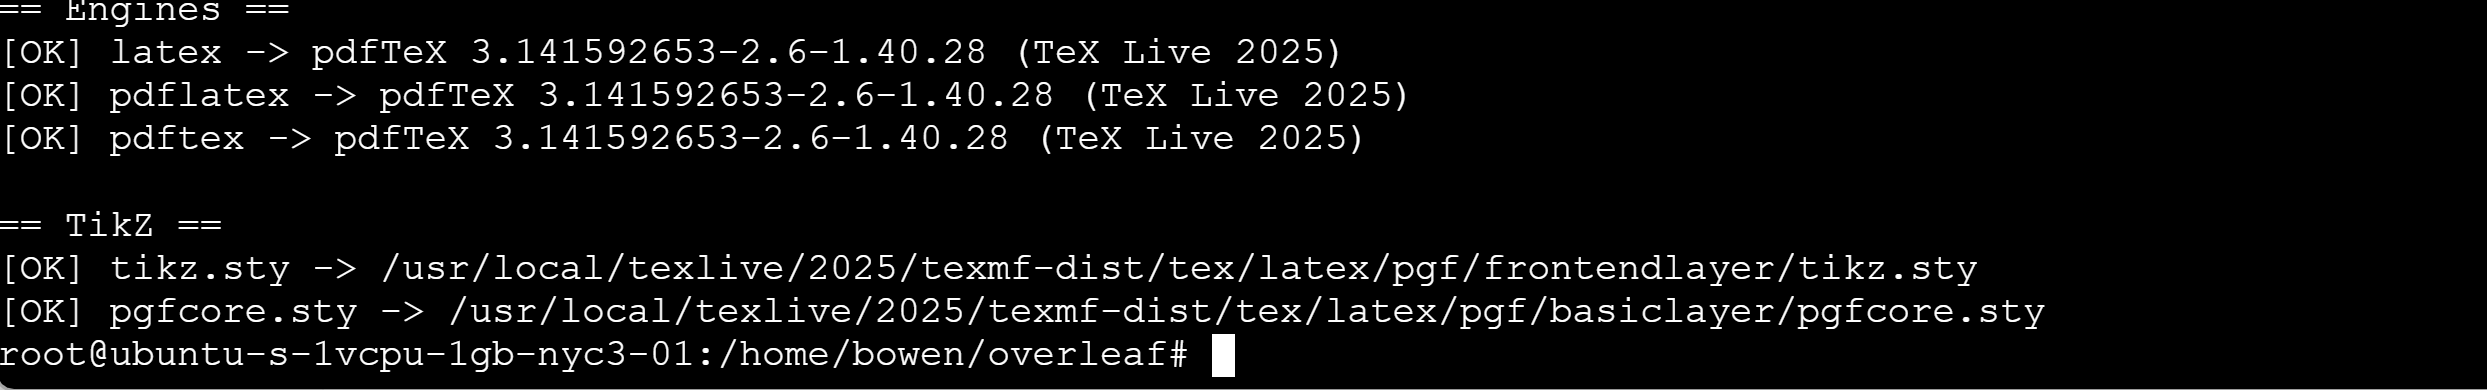 == Engines ==
[OK] latex -> pdfTeX 3.141592653-2.6-1.40.28 (TeX Live 2025)
[OK] pdflatex -> pdfTeX 3.141592653-2.6-1.40.28 (TeX Live 2025)
[OK] pdftex -> pdfTeX 3.141592653-2.6-1.40.28 (TeX Live 2025)
== TikZ ==
[OK] tikz.sty -> /usr/local/texlive/2025/texmf-dist/tex/latex/pgf/frontendlayer/tikz.sty
[OK] pgfcore.sty -> /usr/local/texlive/2025/texmf-dist/tex/latex/pgf/basiclayer/pgfcore.sty
root@ubuntu-s-1vcpu-1gb-nyc3-01:/home/bowen/overleaf#